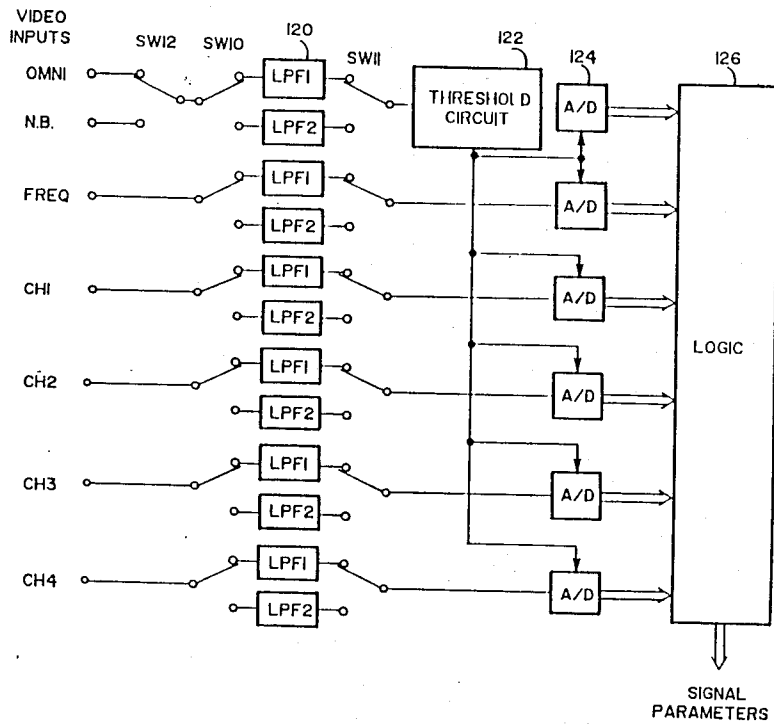 VIDEO
INPUTS
SW12
SW10
120
SW11
122
124
126
OMNI
LPF1
THRESHOLD
CIRCUIT
A/D
N.B.
LPF2
FREQ
LPF1
A/D
LPF2
CH1
LPF1
A/D
LPF2
LOGIC
CH2
LPF1
A/D
LPF2
CH3
LPF1
A/D
LPF2
CH4
LPF1
A/D
LPF2
SIGNAL
PARAMETERS